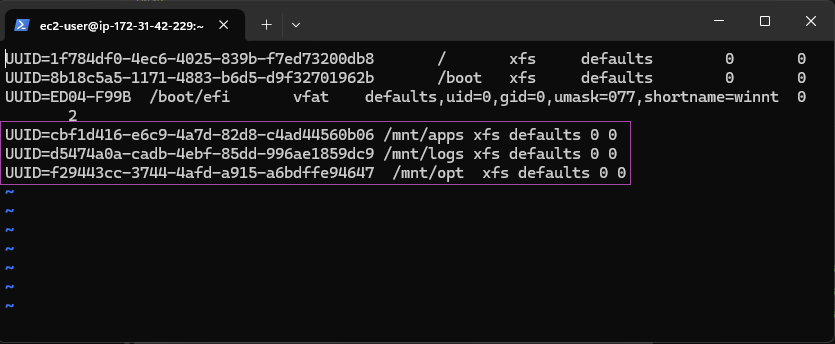 ec2-user@ip-172-31-42-229:~
UUID=1f784df0-4ec6-4025-839b-f7ed73200db8 / xfs defaults 0 0
UUID=8b18c5a5-1171-4883-b6d5-d9f32701962b /boot xfs defaults 0 0
UUID=ED04-F99B /boot/efi vfat defaults,uid=0,gid=0,umask=077,shortname=winnt 0
2
UUID=cbf1d416-e6c9-4a7d-82d8-c4ad44560b06 /mnt/apps xfs defaults 0 0
UUID=d5474a0a-cadb-4ebf-85dd-996ae1859dc9 /mnt/logs xfs defaults 0 0
UUID=f29443cc-3744-4afd-a915-a6bdffe94647 /mnt/opt xfs defaults 0 0
~
~
~
~
~
~
~